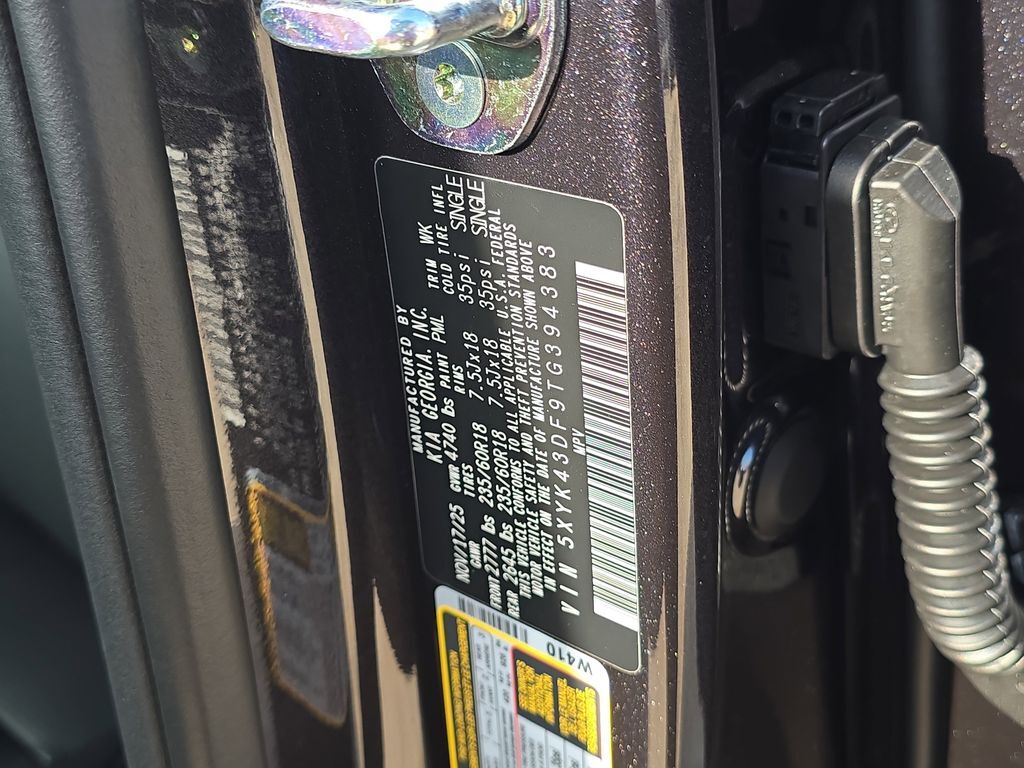 MANUFACTURED BY
KIA GEORGIA, INC.
NOV/17/25 GVWR 4740 lbs PAINT PML TRIM WK
GAWR TIRES RIMS COLD TIRE INFL
FRONT 2777 lbs 235/60R18 7.5Jx18 35psi SINGLE
REAR 2645 lbs 235/60R18 7.5Jx18 35psi SINGLE
THIS VEHICLE CONFORMS TO ALL APPLICABLE U.S.A. FEDERAL
MOTOR VEHICLE SAFETY AND THEFT PREVENTION STANDARDS
IN EFFECT ON THE DATE OF MANUFACTURE SHOWN ABOVE
VIN 5XYK43DF9TG394383
MPV
W410